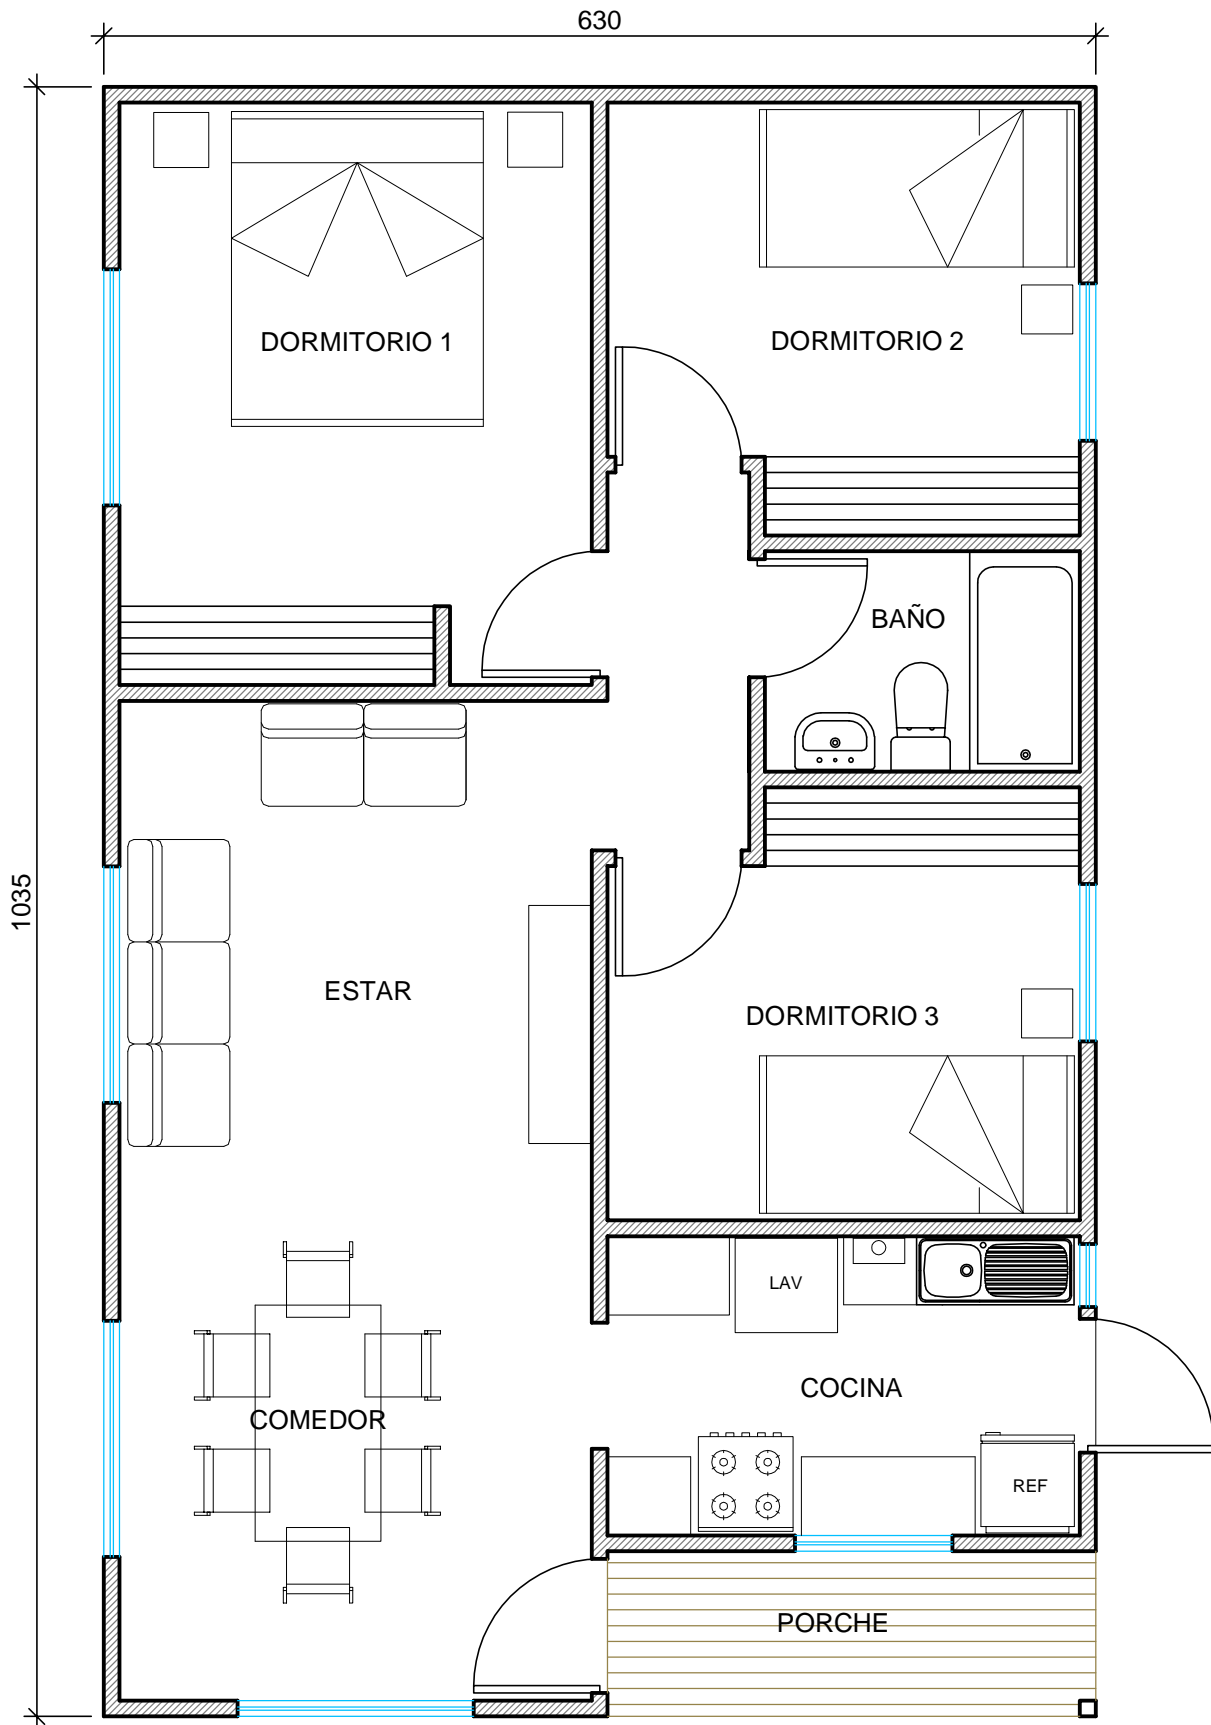 630
DORMITORIO 1
DORMITORIO 2
BAÑO
1035
ESTAR
DORMITORIO 3
LAV
COCINA
COMEDOR
REF
PORCHE